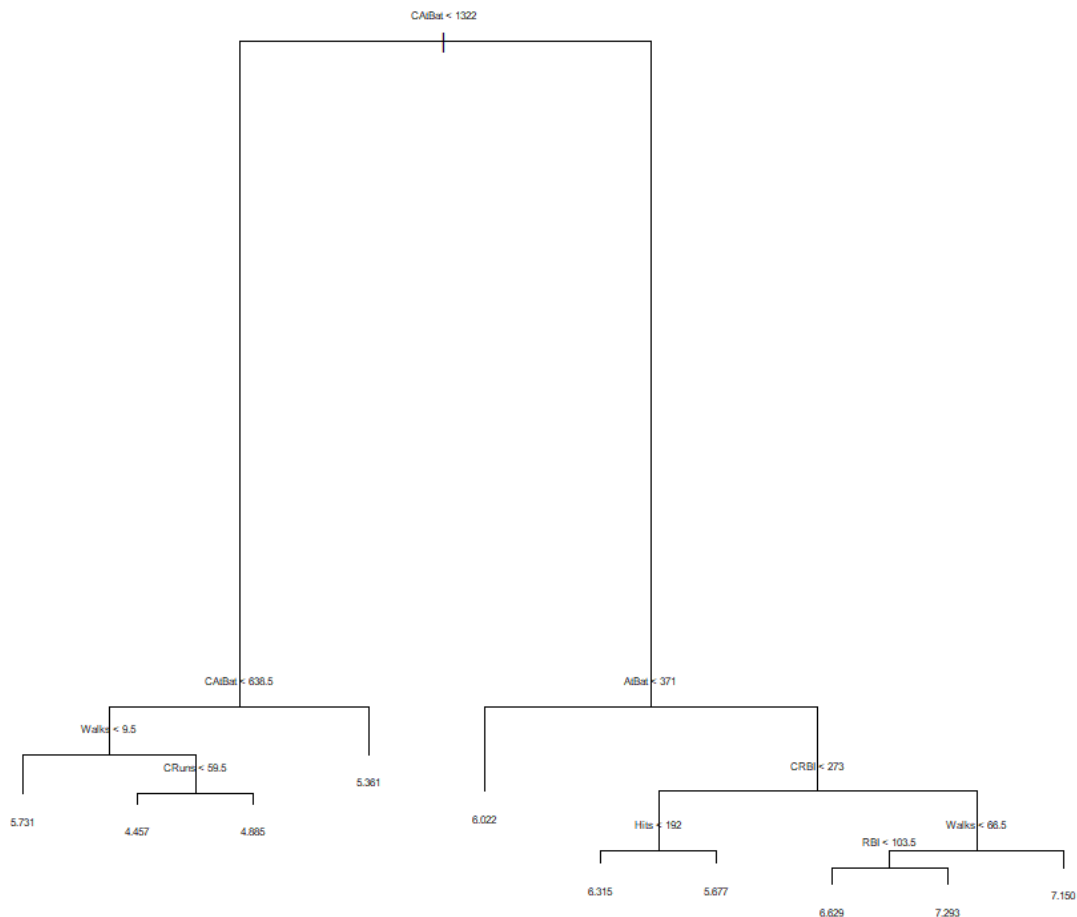 CAtBat < 1322
CAtBat < 638.5
AtBat < 371
Walks < 9.5
CRuns < 59.5
CRBI < 273
5.361
5.731
4.457
4.885
6.022
Hits < 192
Walks < 66.5
RBI < 103.5
6.315
5.677
7.150
6.629
7.293